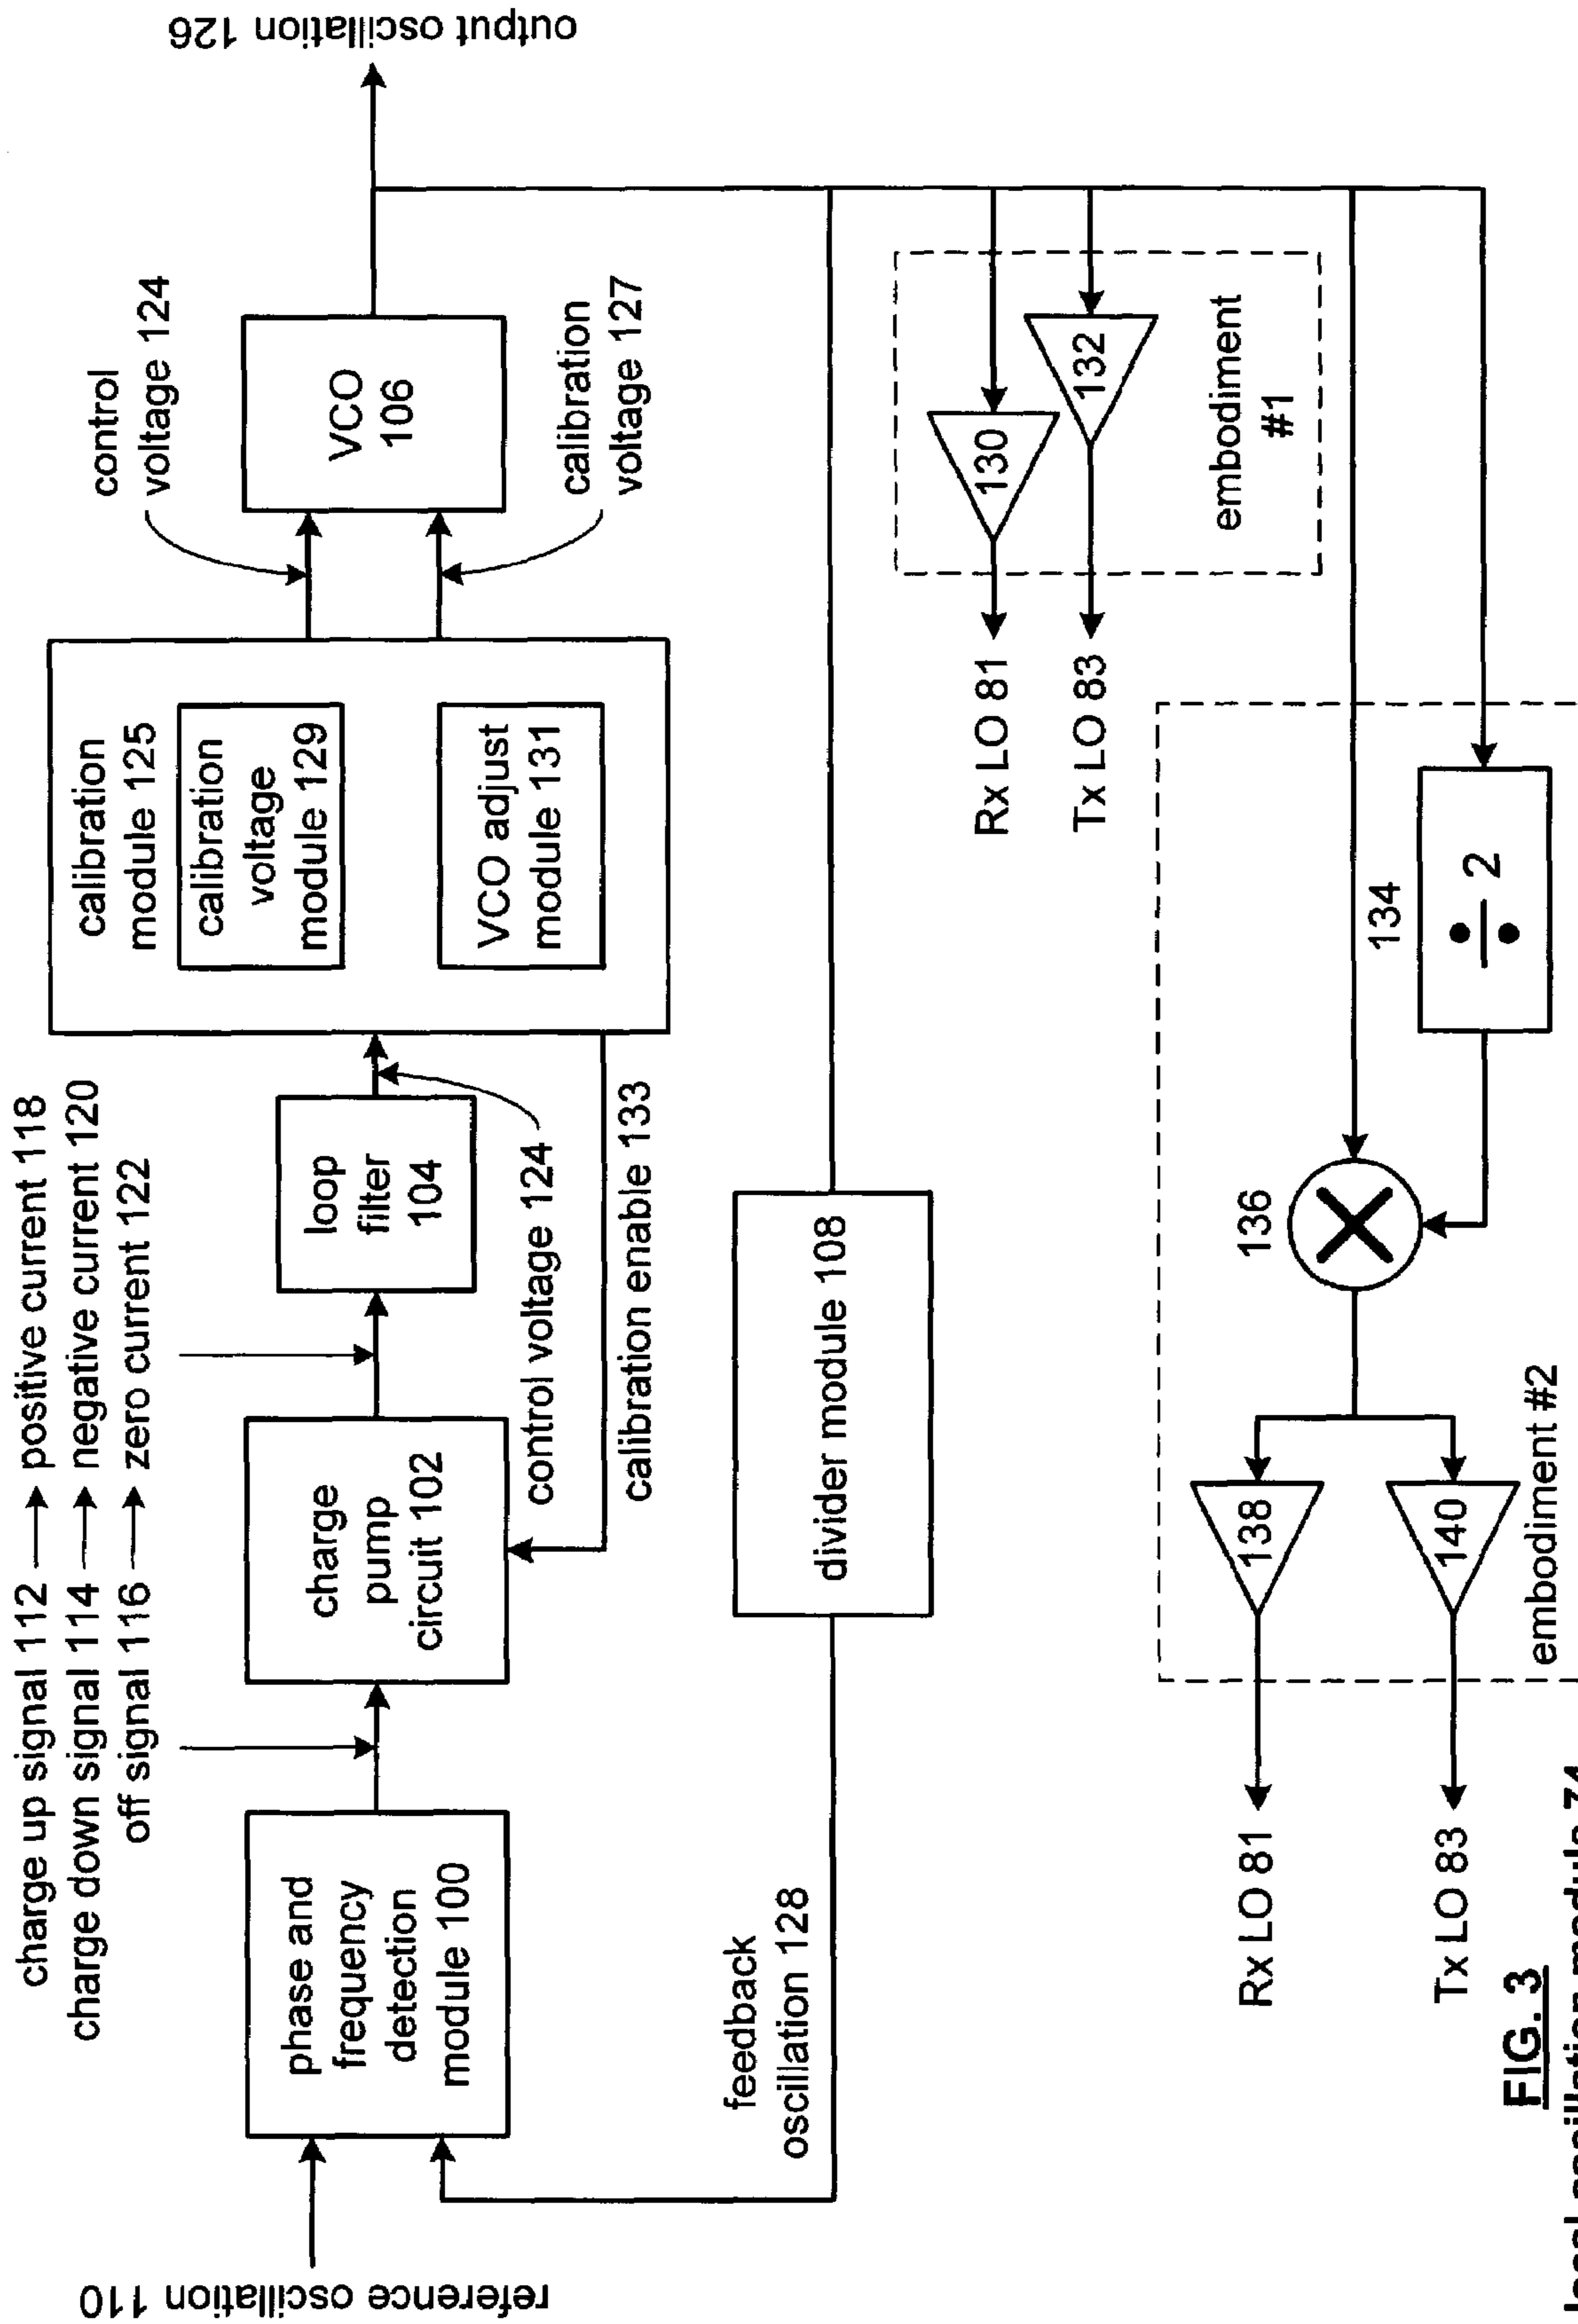 charge up signal 112 → positive current 118
charge down signal 114 → negative current 120
off signal 116 → zero current 122
reference oscillation 110
phase and
frequency
detection
module 100
charge
pump
circuit 102
loop
filter
104
control voltage 124
calibration enable 133
calibration
module 125
calibration
voltage
module 129
VCO adjust
module 131
control
voltage 124
VCO
106
calibration
voltage 127
output oscillation 126
feedback
oscillation 128
divider module 108
Rx LO 81
130
Tx LO 83
132
embodiment
#1
Rx LO 81
138
Tx LO 83
140
136
134
÷ 2
embodiment #2
FIG. 3
local oscillation module 74